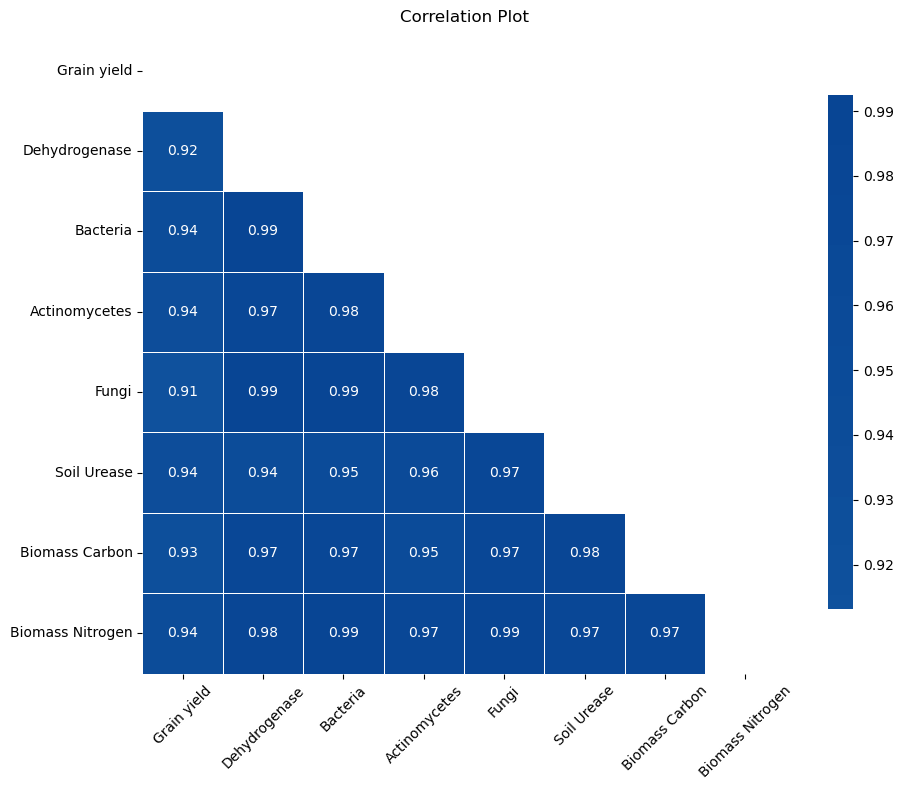 Correlation Plot
Grain yield
Dehydrogenase 0.92
Bacteria 0.94 0.99
Actinomycetes 0.94 0.97 0.98
Fungi 0.91 0.99 0.99 0.98
Soil Urease 0.94 0.94 0.95 0.96 0.97
Biomass Carbon 0.93 0.97 0.97 0.95 0.97 0.98
Biomass Nitrogen 0.94 0.98 0.99 0.97 0.99 0.97 0.97
Grain yield
Dehydrogenase
Bacteria
Actinomycetes
Fungi
Soil Urease
Biomass Carbon
Biomass Nitrogen
0.99
0.98
0.97
0.96
0.95
0.94
0.93
0.92